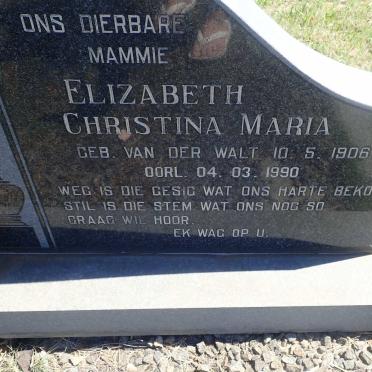 ONS DIERBARE
MAMMIE
ELIZABETH
CHRISTINA MARIA
GEB. VAN DER WALT 10. 5. 1906
OORL. 04. 03. 1990
WEG IS DIE GESIG WAT ONS HARTE BEKO
STIL IS DIE STEM WAT ONS NOG SO
GRAAG WIL HOOR.
EK WAG OP U.